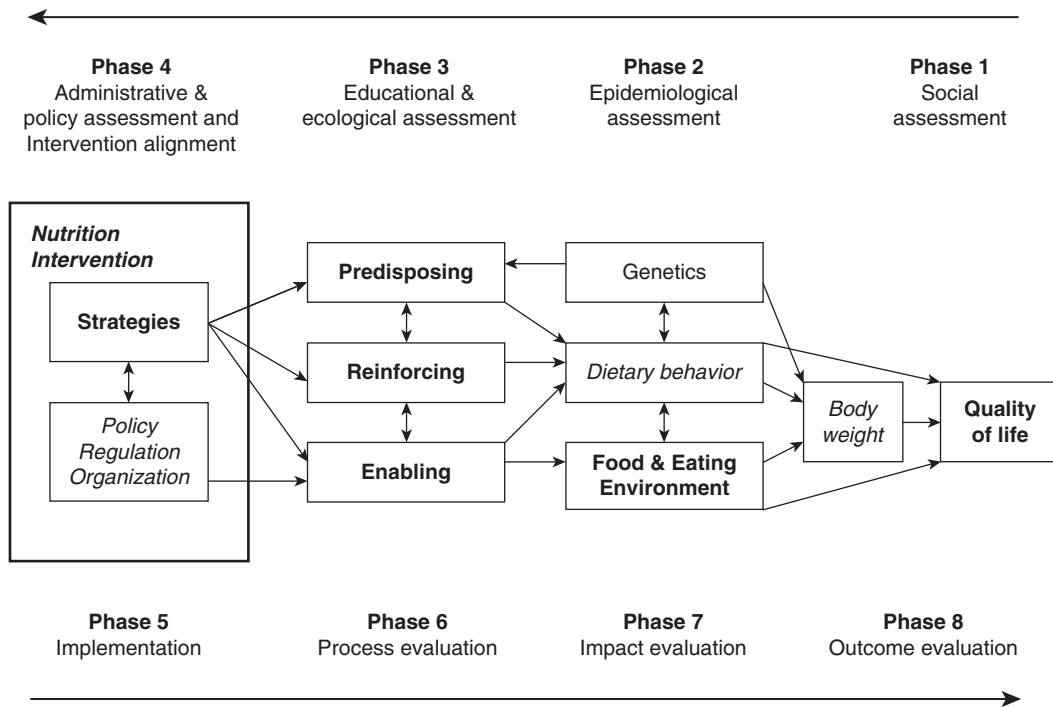 Phase 4
Administrative &
policy assessment and
Intervention alignment
Phase 3
Educational &
ecological assessment
Phase 2
Epidemiological
assessment
Phase 1
Social
assessment
Nutrition
Intervention
Strategies
Policy
Regulation
Organization
Predisposing
Reinforcing
Enabling
Genetics
Dietary behavior
Food & Eating
Environment
Body
weight
Quality
of life
Phase 5
Implementation
Phase 6
Process evaluation
Phase 7
Impact evaluation
Phase 8
Outcome evaluation